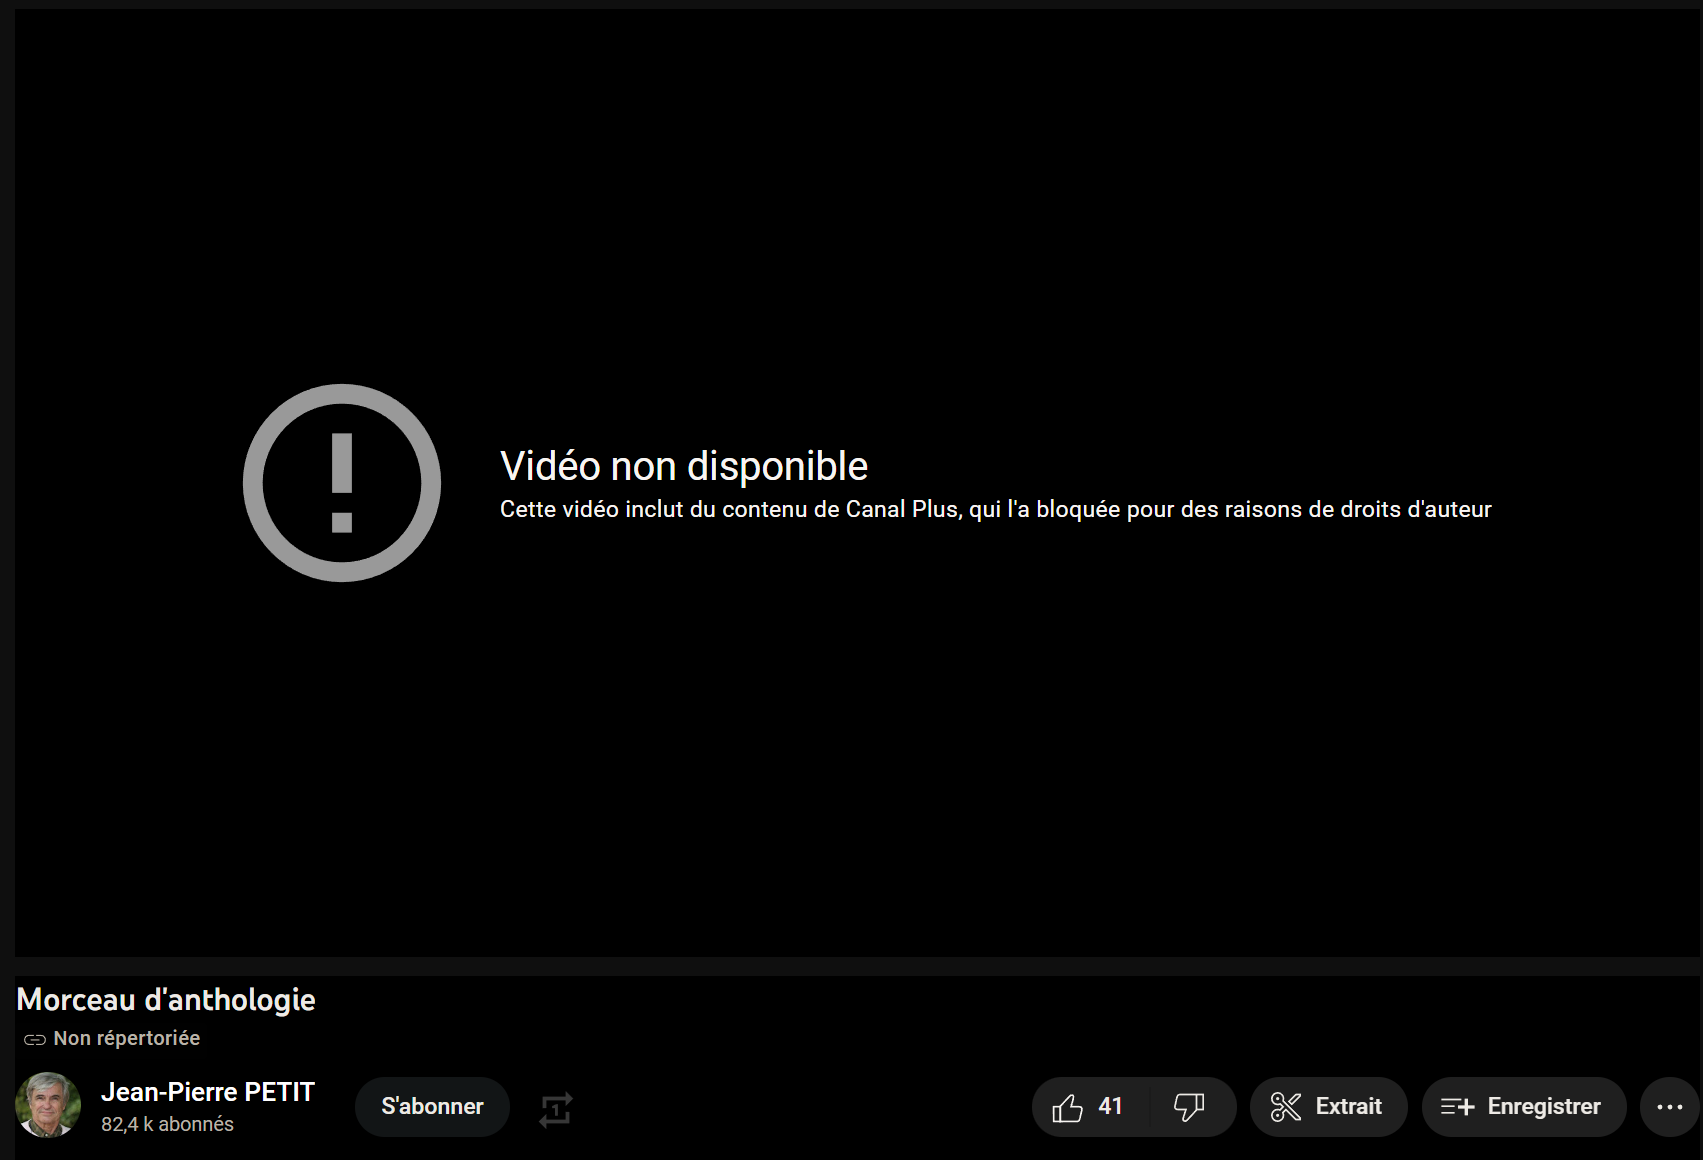 Vidéo non disponible
Cette vidéo inclut du contenu de Canal Plus, qui l'a bloquée pour des raisons de droits d'auteur
Morceau d'anthologie
Non répertoriée
Jean-Pierre PETIT
82,4 k abonnés
S'abonner
1
41
Extrait
Enregistrer